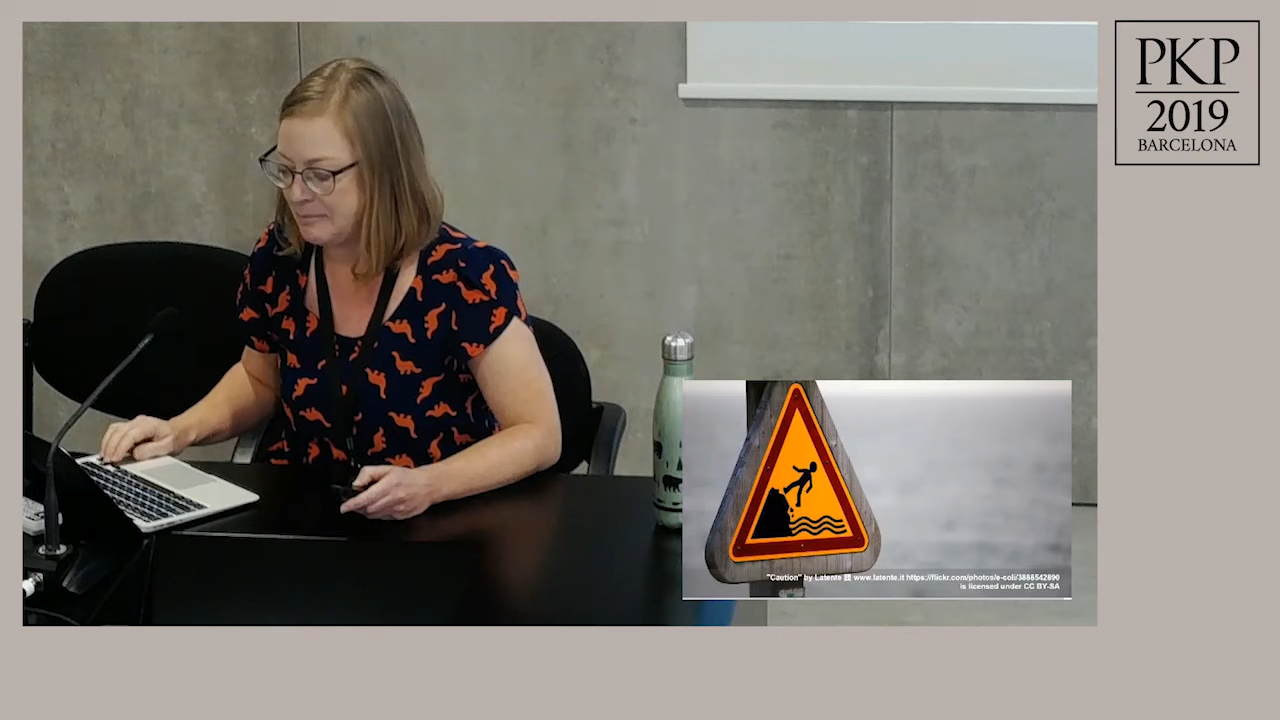 PKP
2019
BARCELONA
"Caution" by Latente www.latente.it https://flickr.com/photos/e-coli/3888542890
is licensed under CC BY-SA